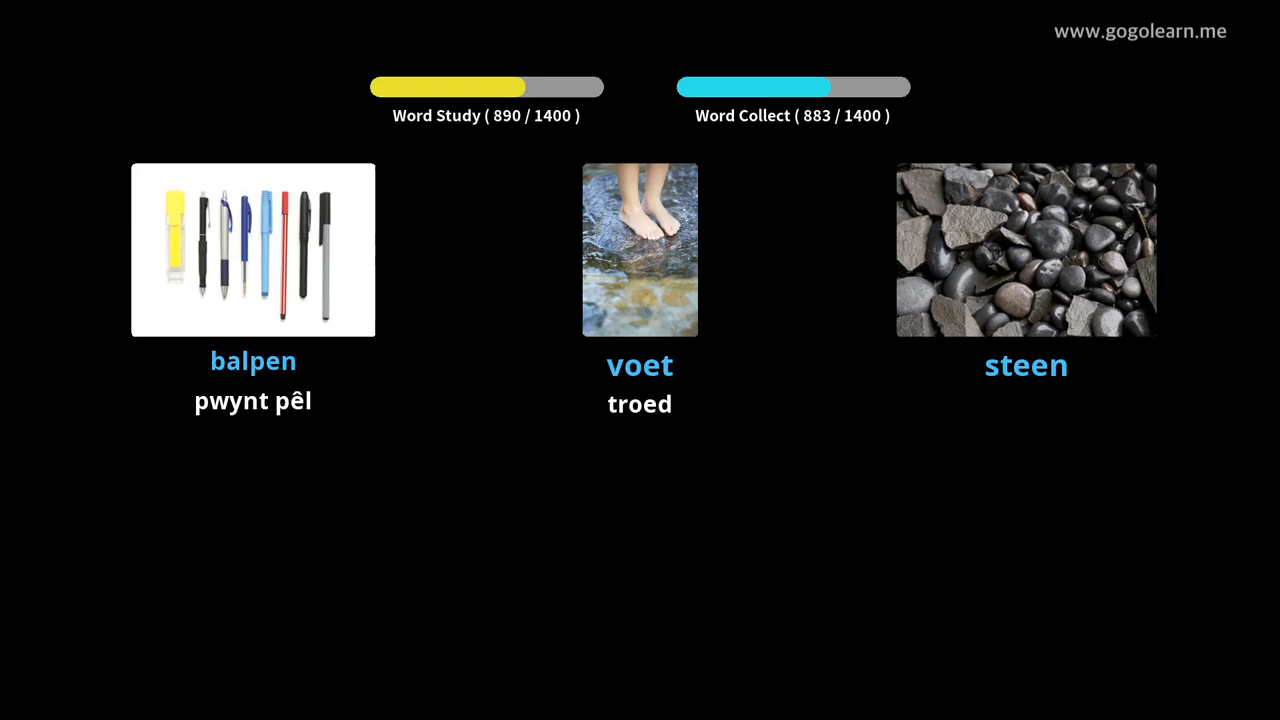 www.gogolearn.me
Word Study ( 890 / 1400 )
Word Collect ( 883 / 1400 )
balpen
pwynt pêl
voet
troed
steen